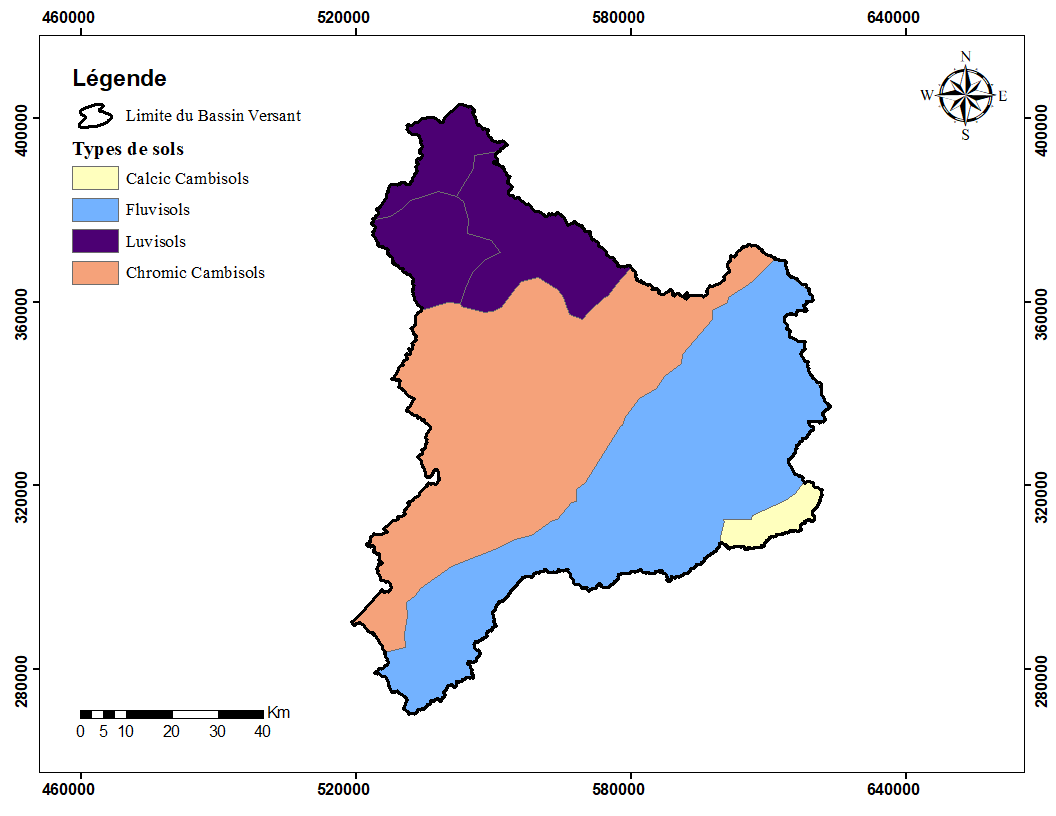 460000 520000 580000 640000
400000 400000
360000 360000
320000 320000
280000 280000
Légende
Limite du Bassin Versant
Types de sols
Calcic Cambisols
Fluvisols
Luvisols
Chromic Cambisols
N
W E
S
Km
0 5 10 20 30 40
460000 520000 580000 640000